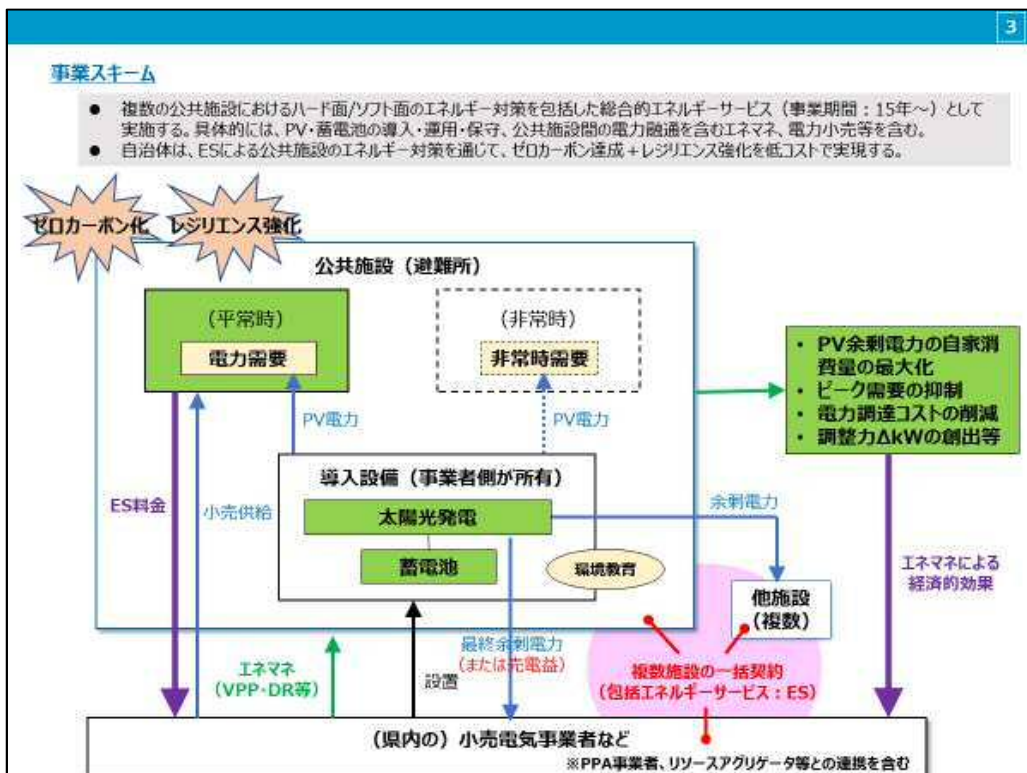 3
事業スキーム
● 複数の公共施設におけるハード面/ソフト面のエネルギー対策を包括した総合的エネルギーサービス（事業期間：15年～）として
実施する。具体的には、PV・蓄電池の導入・運用・保守、公共施設間の電力融通を含むエネマネ、電力小売等を含む。
● 自治体は、ESによる公共施設のエネルギー対策を通じて、ゼロカーボン達成＋レジリエンス強化を低コストで実現する。
ゼロカーボン化
レジリエンス強化
公共施設（避難所）
（平常時）
電力需要
（非常時）
非常時需要
PV電力
PV電力
• PV余剰電力の自家消
費量の最大化
• ピーク需要の抑制
• 電力調達コストの削減
• 調整力ΔkWの創出等
導入設備（事業者側が所有）
太陽光発電
蓄電池
環境教育
ES料金
小売供給
余剰電力
他施設
（複数）
エネマネによる
経済的効果
エネマネ
（VPP・DR等）
設置
最終余剰電力
（または売電益）
複数施設の一括契約
（包括エネルギーサービス：ES）
（県内の）小売電気事業者など
※PPA事業者、リソースアグリゲータ等との連携を含む